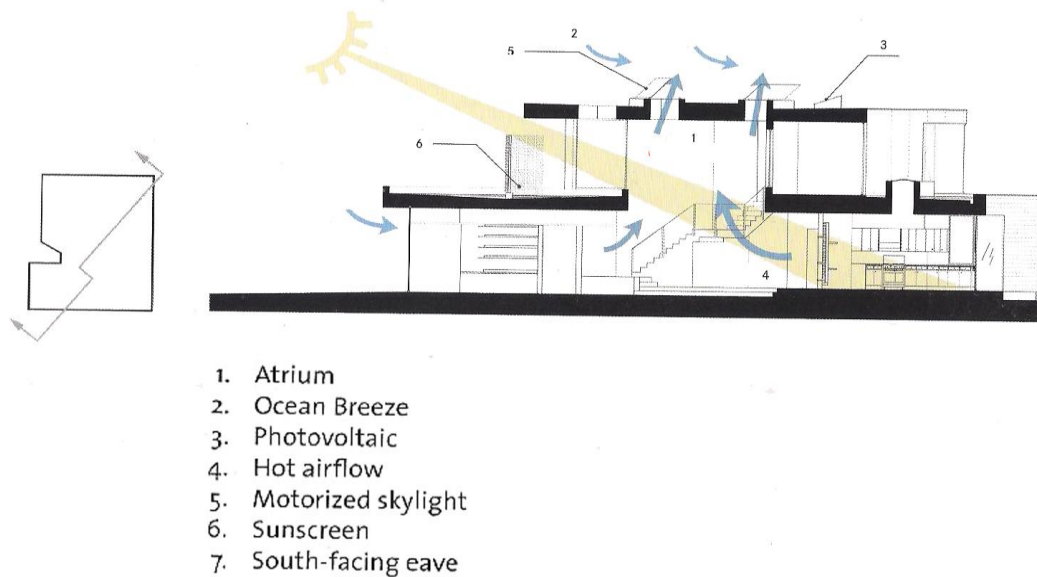 2
5
3
1
6
4
1. Atrium
2. Ocean Breeze
3. Photovoltaic
4. Hot airflow
5. Motorized skylight
6. Sunscreen
7. South-facing eave